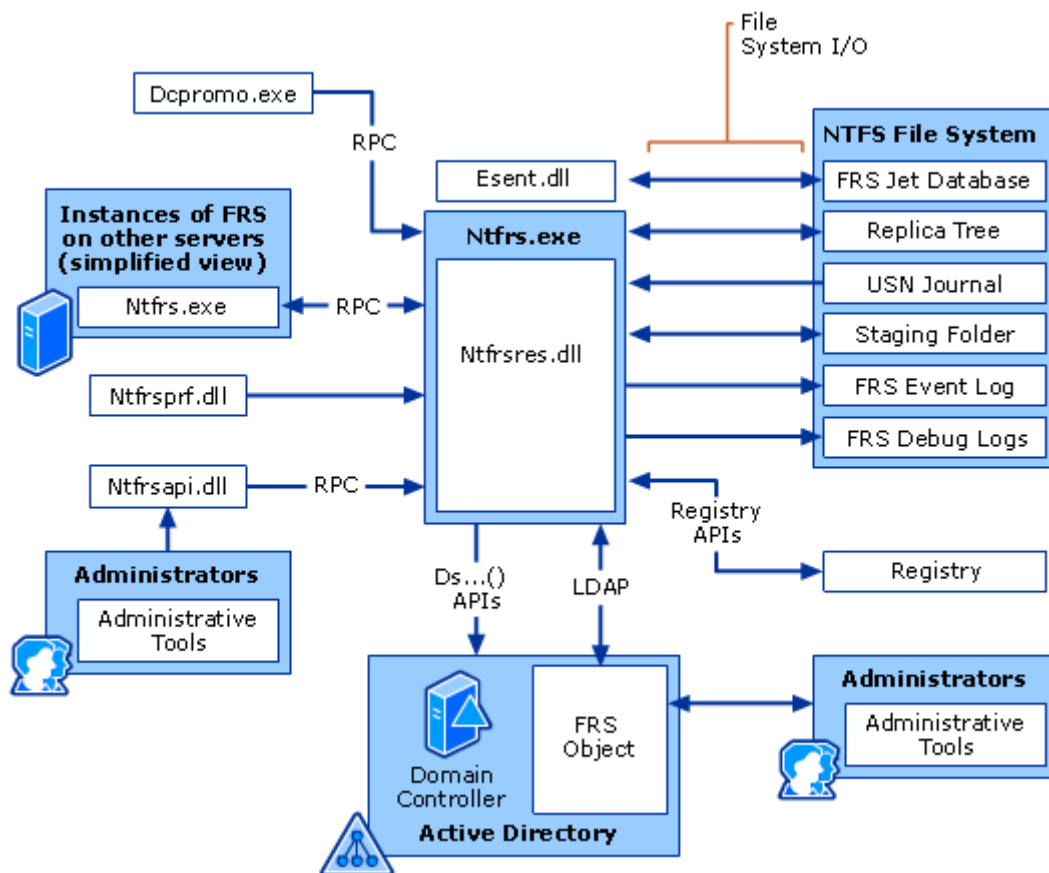 File
System I/O
Dcpromo.exe
RPC
NTFS File System
Esent.dll
FRS Jet Database
Instances of FRS
on other servers
(simplified view)
Ntfrs.exe
RPC
Ntfrs.exe
Ntfrsres.dll
Replica Tree
USN Journal
Staging Folder
Ntfrsprf.dll
FRS Event Log
FRS Debug Logs
Ntfrsapi.dll
RPC
Registry
APIs
Administrators
Administrative
Tools
Ds...()
APIs
LDAP
Registry
Domain
Controller
FRS
Object
Active Directory
Administrators
Administrative
Tools